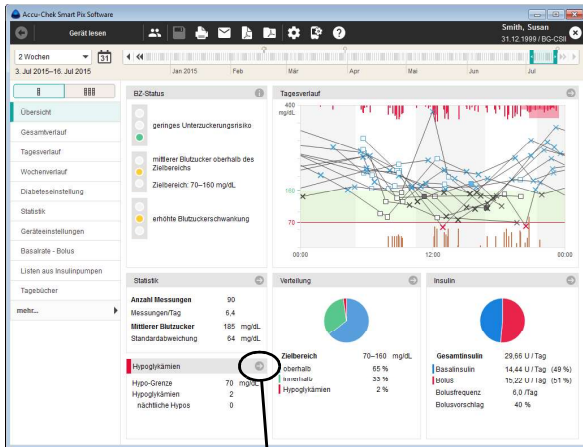 Accu-Chek Smart Pix Software
Gerät lesen
Smith, Susan
31.12.1999 / BG-CSII
2 Wochen
31
3. Jul 2015–16. Jul 2015
Jan 2015 Feb Mär Apr Mai Jun Jul
Übersicht
Gesamtverlauf
Tagesverlauf
Wochenverlauf
Diabeteseinstellung
Statistik
Geräteeinstellungen
Basalrate - Bolus
Listen aus Insulinpumpen
Tagebücher
mehr...
BZ-Status
geringes Unterzuckerungsrisiko
mittlerer Blutzucker oberhalb des
Zielbereichs
Zielbereich: 70–160 mg/dL
erhöhte Blutzuckerschwankung
Tagesverlauf
400
mg/dL
160
70
00:00 12:00 00:00
Statistik
Anzahl Messungen 90
Messungen/Tag 6,4
Mittlerer Blutzucker 185 mg/dL
Standardabweichung 64 mg/dL
Hypoglykämien
Hypo-Grenze 70 mg/dL
Hypoglykämien 2
nächtliche Hypos 0
Verteilung
Zielbereich 70–160 mg/dL
oberhalb 65 %
innerhalb 33 %
Hypoglykämien 2 %
Insulin
Gesamtinsulin 29,66 U / Tag
Basalinsulin 14,44 U / Tag (49 %)
Bolus 15,22 U / Tag (51 %)
Bolusfrequenz 6,0 /Tag
Bolusvorschlag 40 %